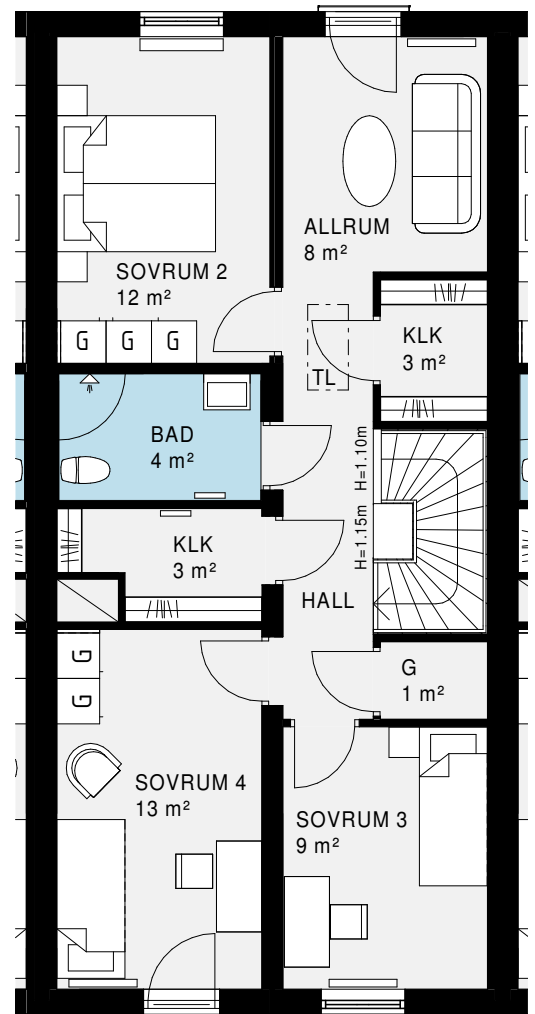 ALLRUM
8 m²
SOVRUM 2
12 m²
G G G
KLK
3 m²
TL
BAD
4 m²
H=1.15m H=1.10m
KLK
3 m²
HALL
G
G
G
1 m²
SOVRUM 4
13 m²
SOVRUM 3
9 m²